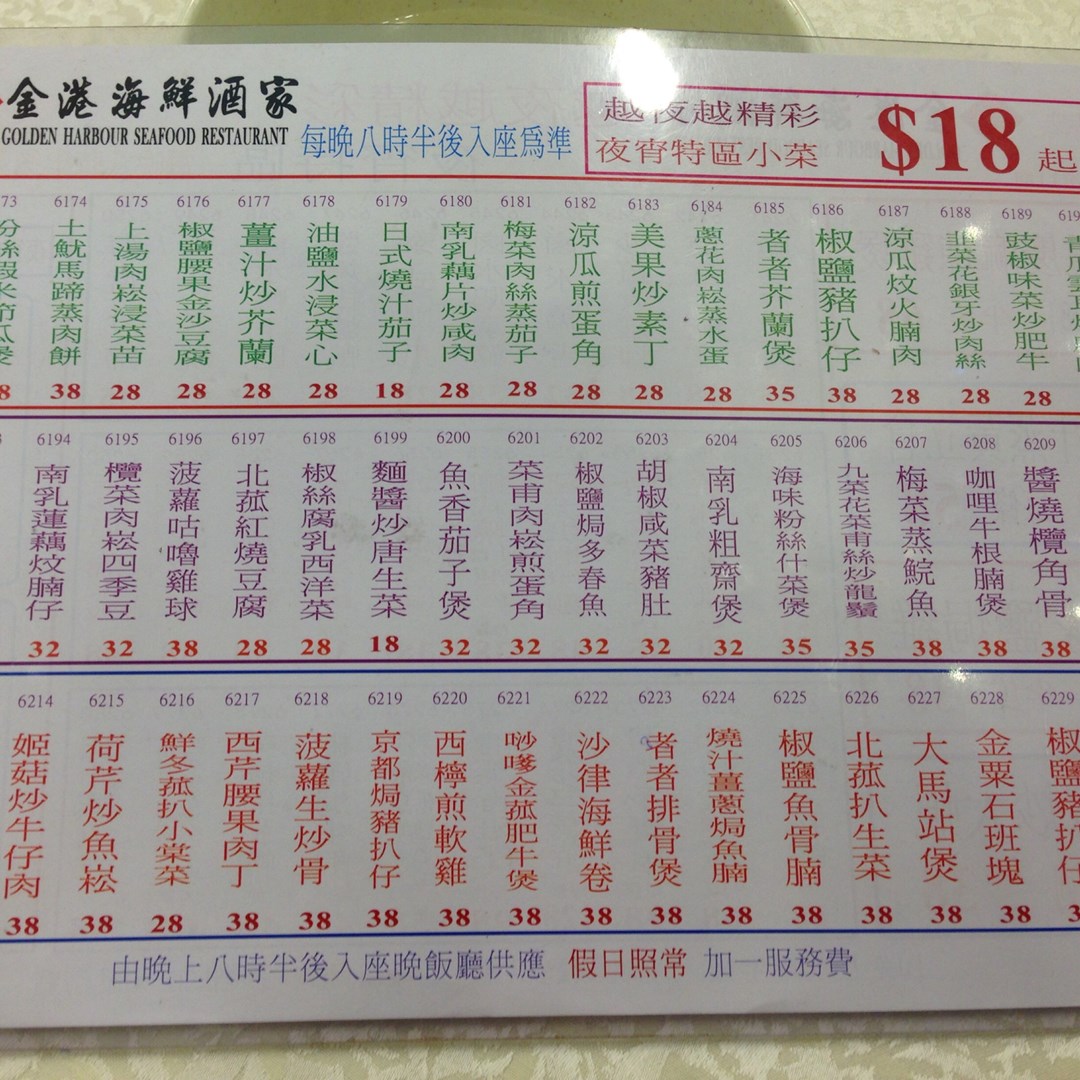 金港海鮮酒家
GOLDEN HARBOUR SEAFOOD RESTAURANT
每晚八時半後入座爲準
越夜越精彩
夜宵特區小菜
$18起
6174 土魷馬蹄蒸肉餅 38
6175 上湯肉崧浸菜苗 28
6176 椒鹽腰果金沙豆腐 28
6177 薑汁炒芥蘭 28
6178 油鹽水浸菜心 28
6179 日式燒汁茄子 18
6180 南乳藕片炒咸肉 28
6181 梅菜肉絲蒸茄子 28
6182 涼瓜煎蛋角 28
6183 美果炒素丁 28
6184 蔥花肉崧蒸水蛋 28
6185 者者芥蘭煲 35
6186 椒鹽豬扒仔 38
6187 涼瓜炆火腩肉 28
6188 韭菜花銀牙炒肉絲 28
6189 豉椒味菜炒肥牛 28
6194 南乳蓮藕炆腩仔 32
6195 欖菜肉崧四季豆 32
6196 菠蘿咕嚕雞球 38
6197 北菰紅燒豆腐 28
6198 椒絲腐乳西洋菜 28
6199 麵醬炒唐生菜 18
6200 魚香茄子煲 32
6201 菜甫肉崧煎蛋角 32
6202 椒鹽焗多春魚 32
6203 胡椒咸菜豬肚 32
6204 南乳粗齋煲 32
6205 海味粉絲什菜煲 35
6206 九菜花菜甫絲炒龍鬚 35
6207 梅菜蒸鯇魚 38
6208 咖哩牛根腩煲 38
6209 醬燒欖角骨 38
6214 姬菇炒牛仔肉 38
6215 荷芹炒魚崧 38
6216 鮮冬菰扒小棠菜 28
6217 西芹腰果肉丁 38
6218 菠蘿生炒骨 38
6219 京都焗豬扒仔 38
6220 西檸煎軟雞 38
6221 吵嗲金菰肥牛煲 38
6222 沙律海鮮卷 38
6223 者者排骨煲 38
6224 燒汁薑蔥焗魚腩 38
6225 椒鹽魚骨腩 38
6226 北菰扒生菜 38
6227 大馬站煲 38
6228 金粟石班塊 38
6229 椒鹽豬扒仔
由晚上八時半後入座晚飯廳供應 假日照常 加一服務費